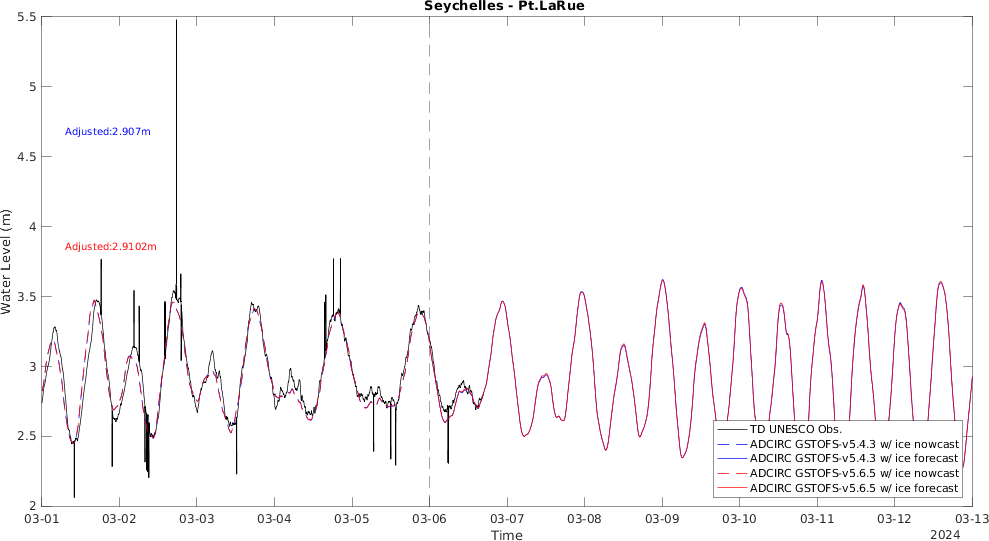 Seychelles - Pt.LaRue
5.5
5
4.5
4
3.5
3
2.5
2
Water Level (m)
Adjusted:2.907m
Adjusted:2.9102m
TD UNESCO Obs.
ADCIRC GSTOFS-v5.4.3 w/ ice nowcast
ADCIRC GSTOFS-v5.4.3 w/ ice forecast
ADCIRC GSTOFS-v5.6.5 w/ ice nowcast
ADCIRC GSTOFS-v5.6.5 w/ ice forecast
03-01 03-02 03-03 03-04 03-05 03-06 03-07 03-08 03-09 03-10 03-11 03-12 03-13
Time
2024